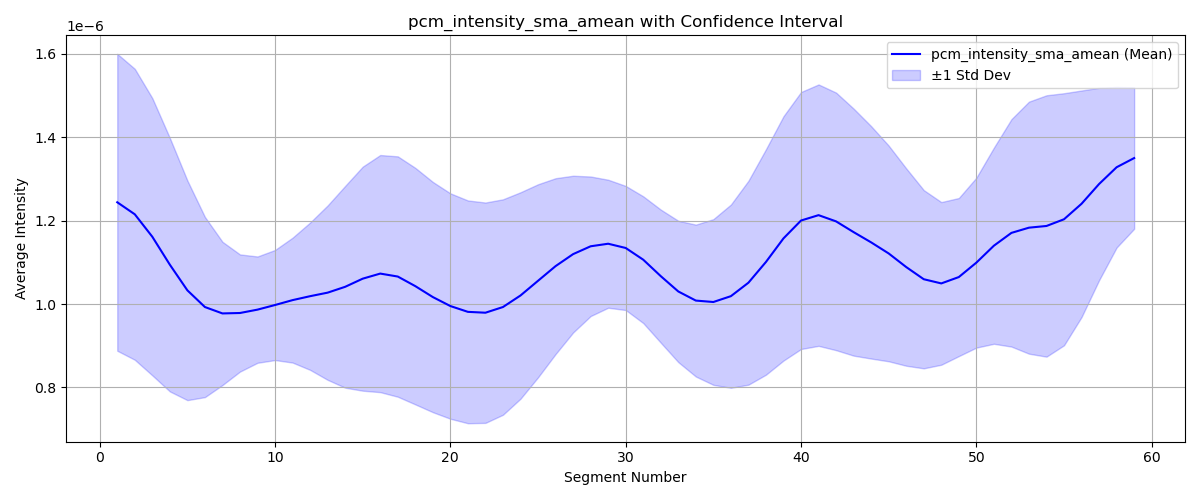 pcm_intensity_sma_amean with Confidence Interval
1e−6
pcm_intensity_sma_amean (Mean)
±1 Std Dev
1.6
1.4
1.2
1.0
0.8
Average Intensity
0 10 20 30 40 50 60
Segment Number